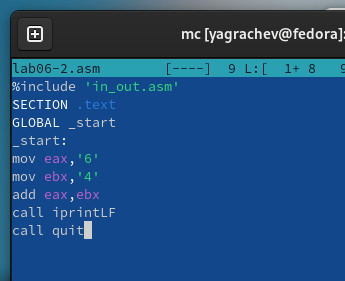 mc [yagrachev@fedora]:
lab06-2.asm [----] 9 L:[ 1+ 8 9
%include 'in_out.asm'
SECTION .text
GLOBAL _start
_start:
mov eax,'6'
mov ebx,'4'
add eax,ebx
call iprintLF
call quit